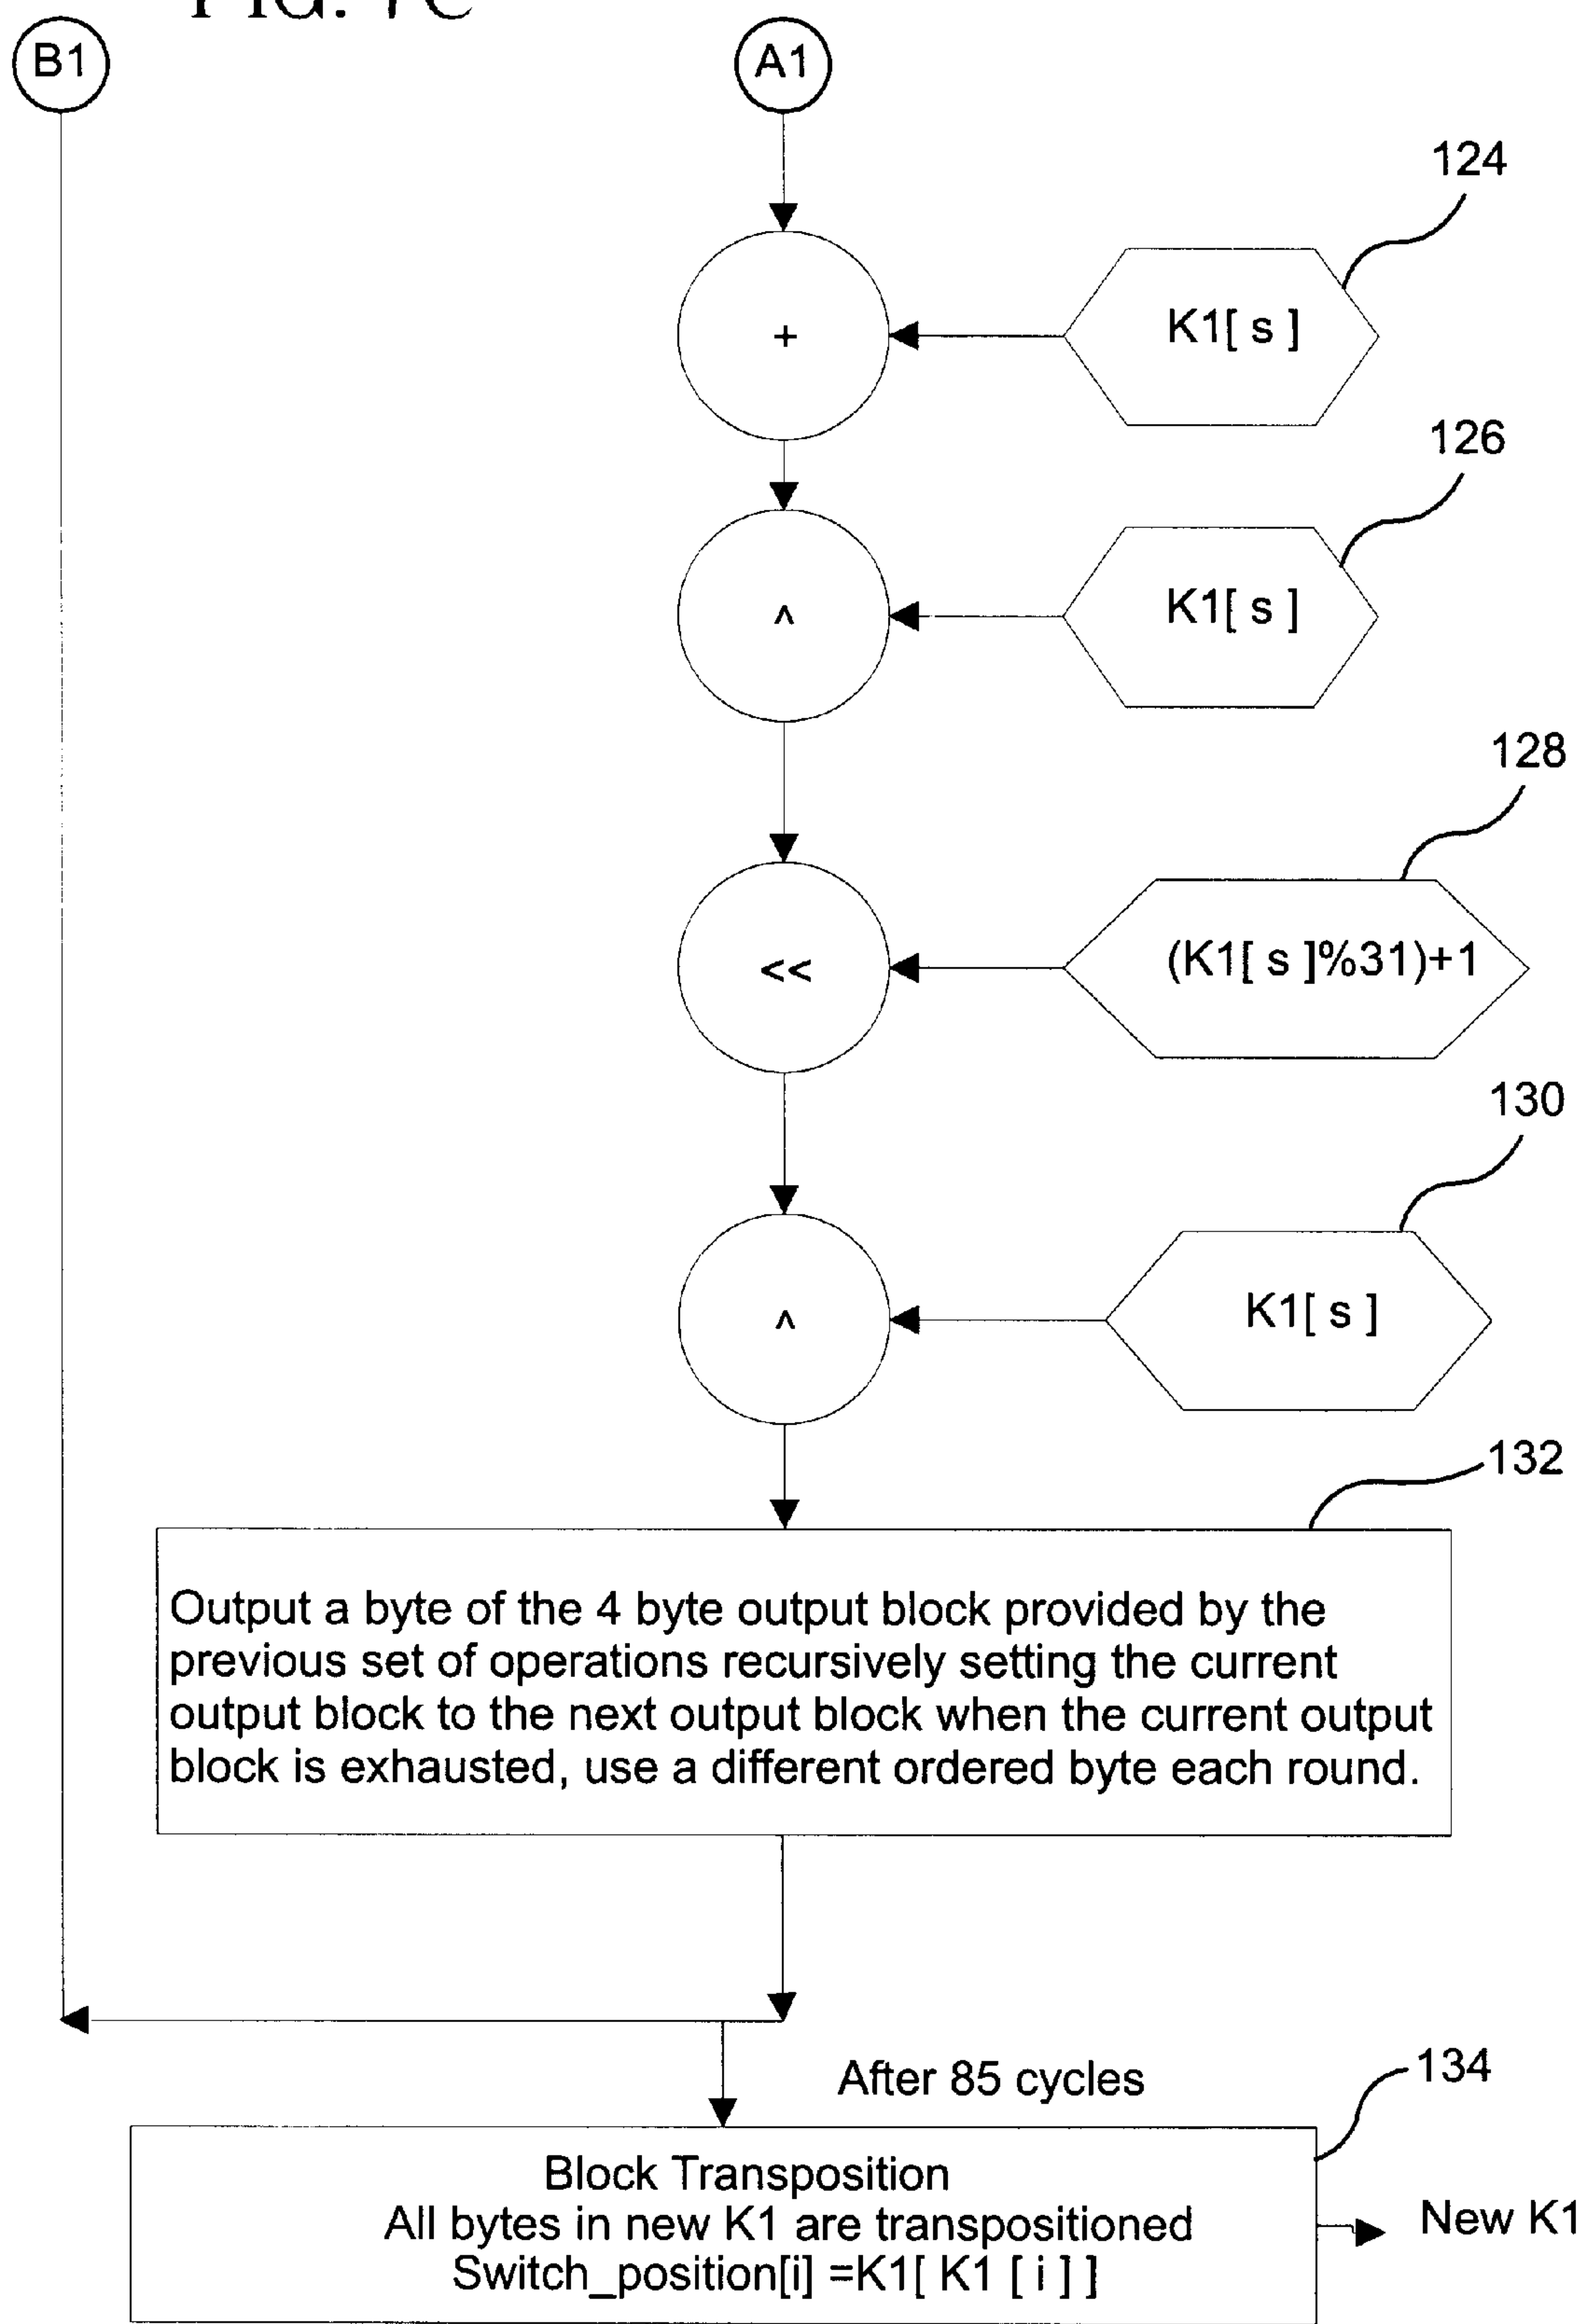 FIG. 7C
B1
A1
124
+
K1[ s ]
126
^
K1[ s ]
128
<<
(K1[ s ]%31)+1
130
^
K1[ s ]
132
Output a byte of the 4 byte output block provided by the
previous set of operations recursively setting the current
output block to the next output block when the current output
block is exhausted, use a different ordered byte each round.
After 85 cycles
134
Block Transposition
All bytes in new K1 are transpositioned
Switch_position[i] =K1[ K1 [ i ] ]
New K1